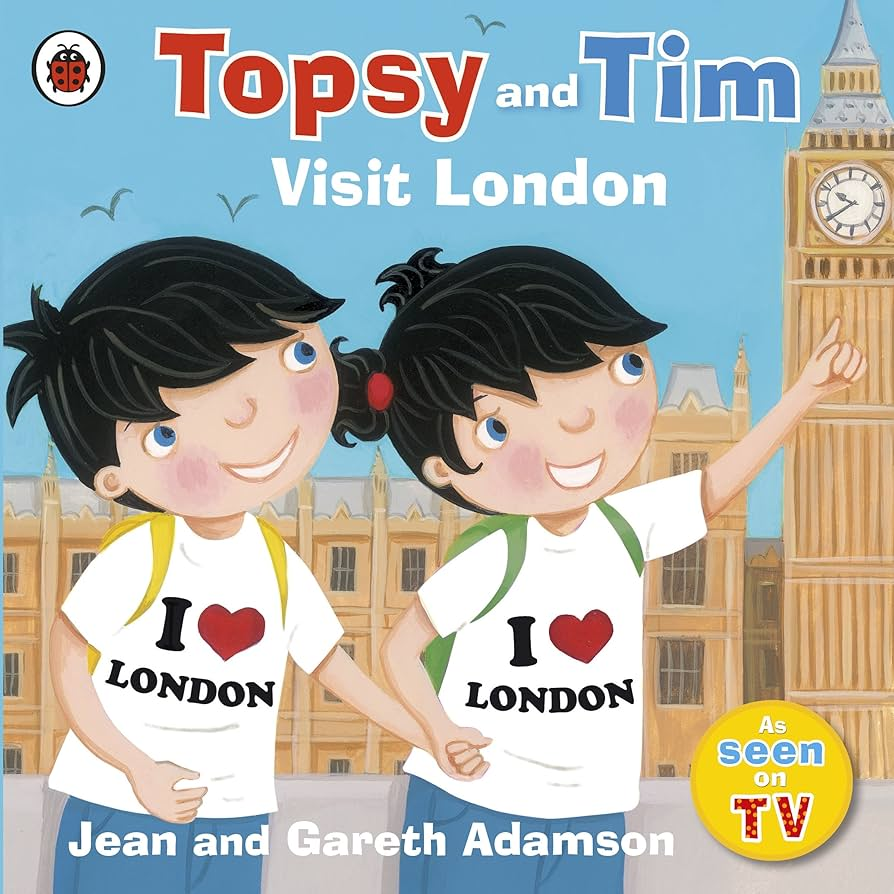 Topsy and Tim
Visit London
I ❤ LONDON
I ❤ LONDON
Jean and Gareth Adamson
As
seen
on
TV